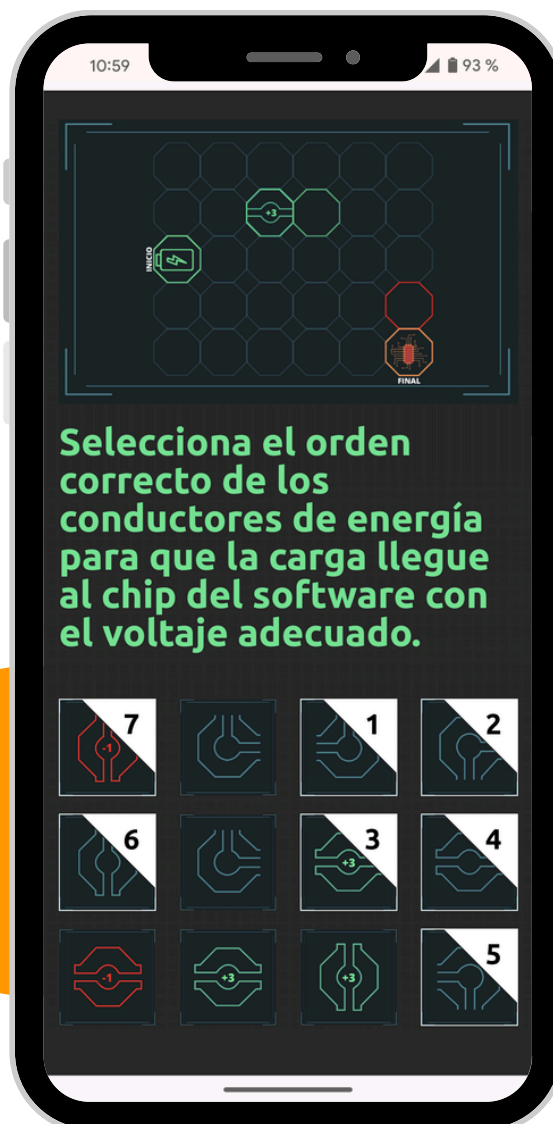 10:59
93 %
+3
INICIO
FINAL
Selecciona el orden
correcto de los
conductores de energía
para que la carga llegue
al chip del software con
el voltaje adecuado.
-1
7
1
2
6
+3
3
4
-1
+3
+3
5